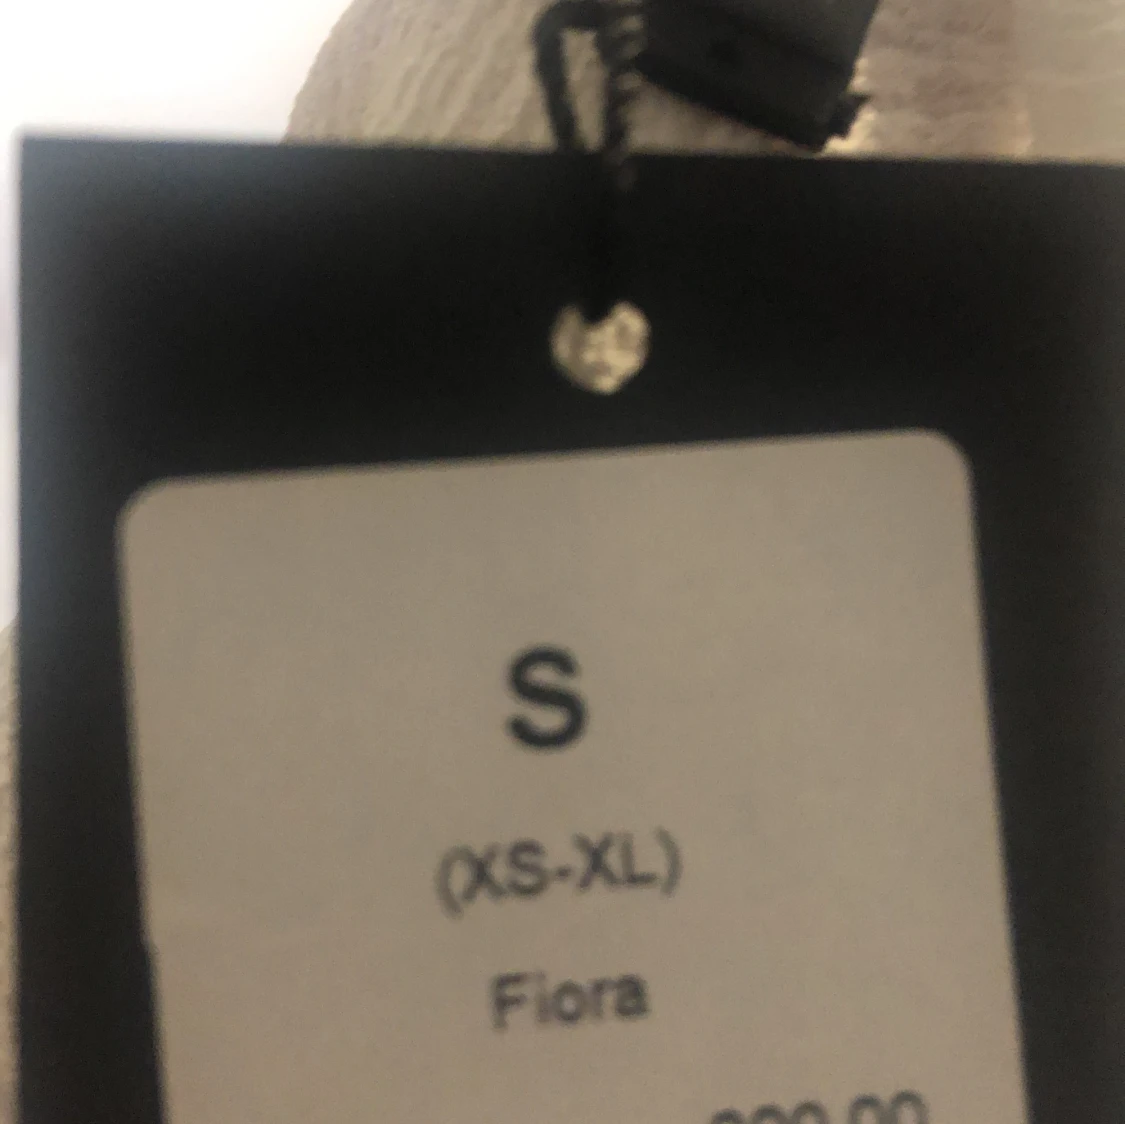 S
(XS-XL)
Fiora